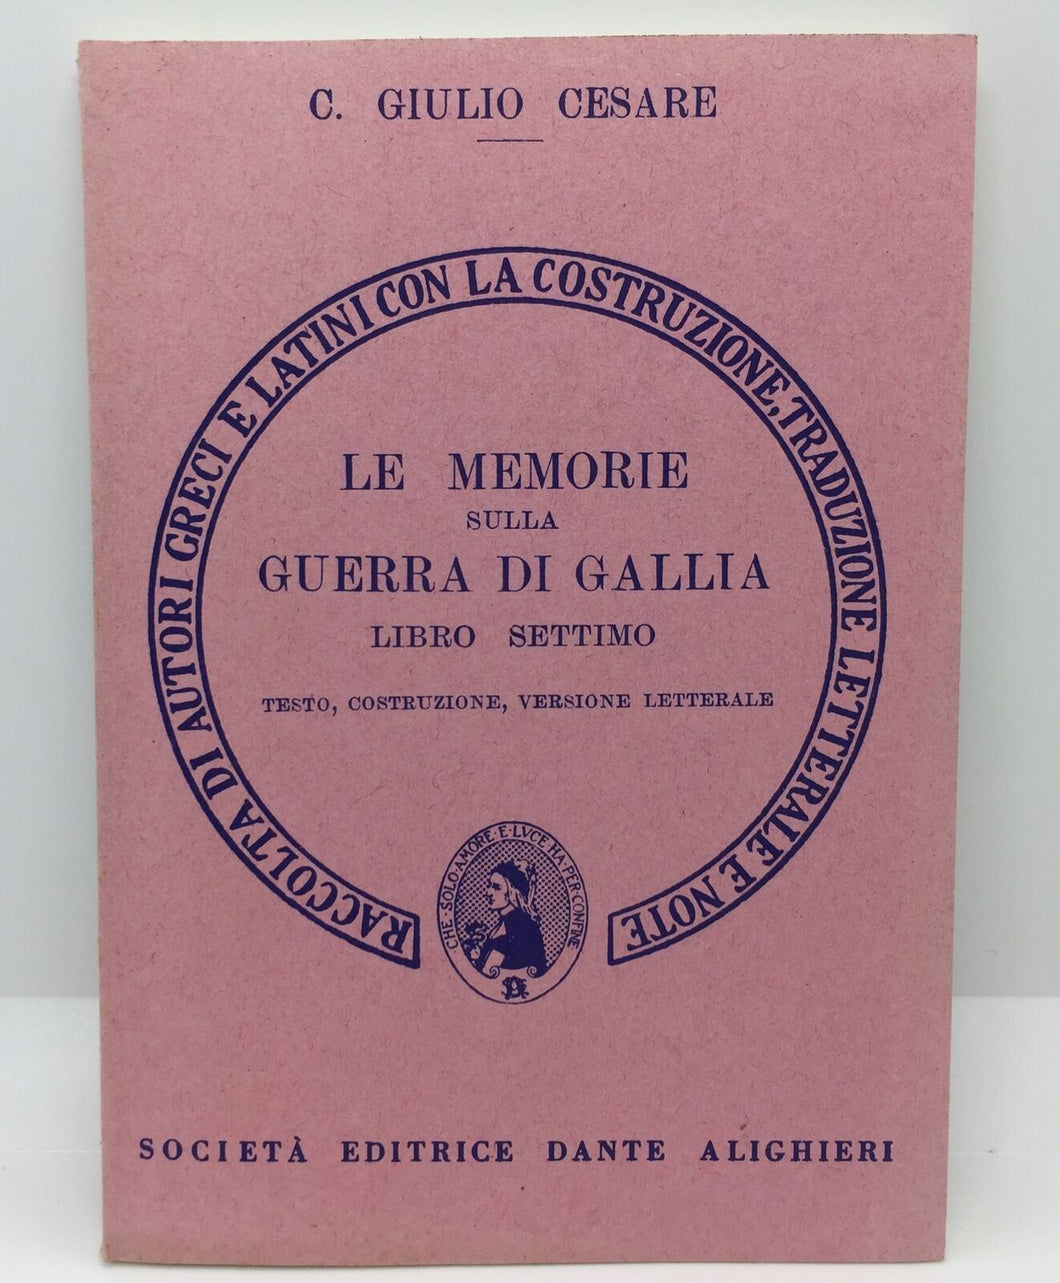 C. GIULIO CESARE
RACCOLTA DI AUTORI GRECI E LATINI CON LA COSTRUZIONE, TRADUZIONE LETTERALE E NOTE
LE MEMORIE
SULLA
GUERRA DI GALLIA
LIBRO SETTIMO
TESTO, COSTRUZIONE, VERSIONE LETTERALE
CHE·SOLO·AMORE·E·LVCE·HA·PER·CONFINE
SOCIETÀ EDITRICE DANTE ALIGHIERI